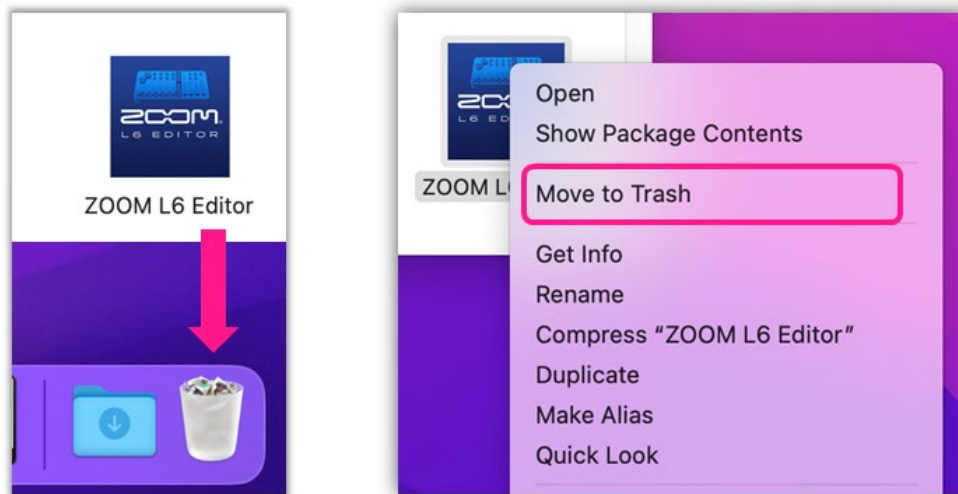 ZOOM
L6 EDITOR
ZOOM L6 Editor
ZOOM L
Open
Show Package Contents
Move to Trash
Get Info
Rename
Compress “ZOOM L6 Editor”
Duplicate
Make Alias
Quick Look